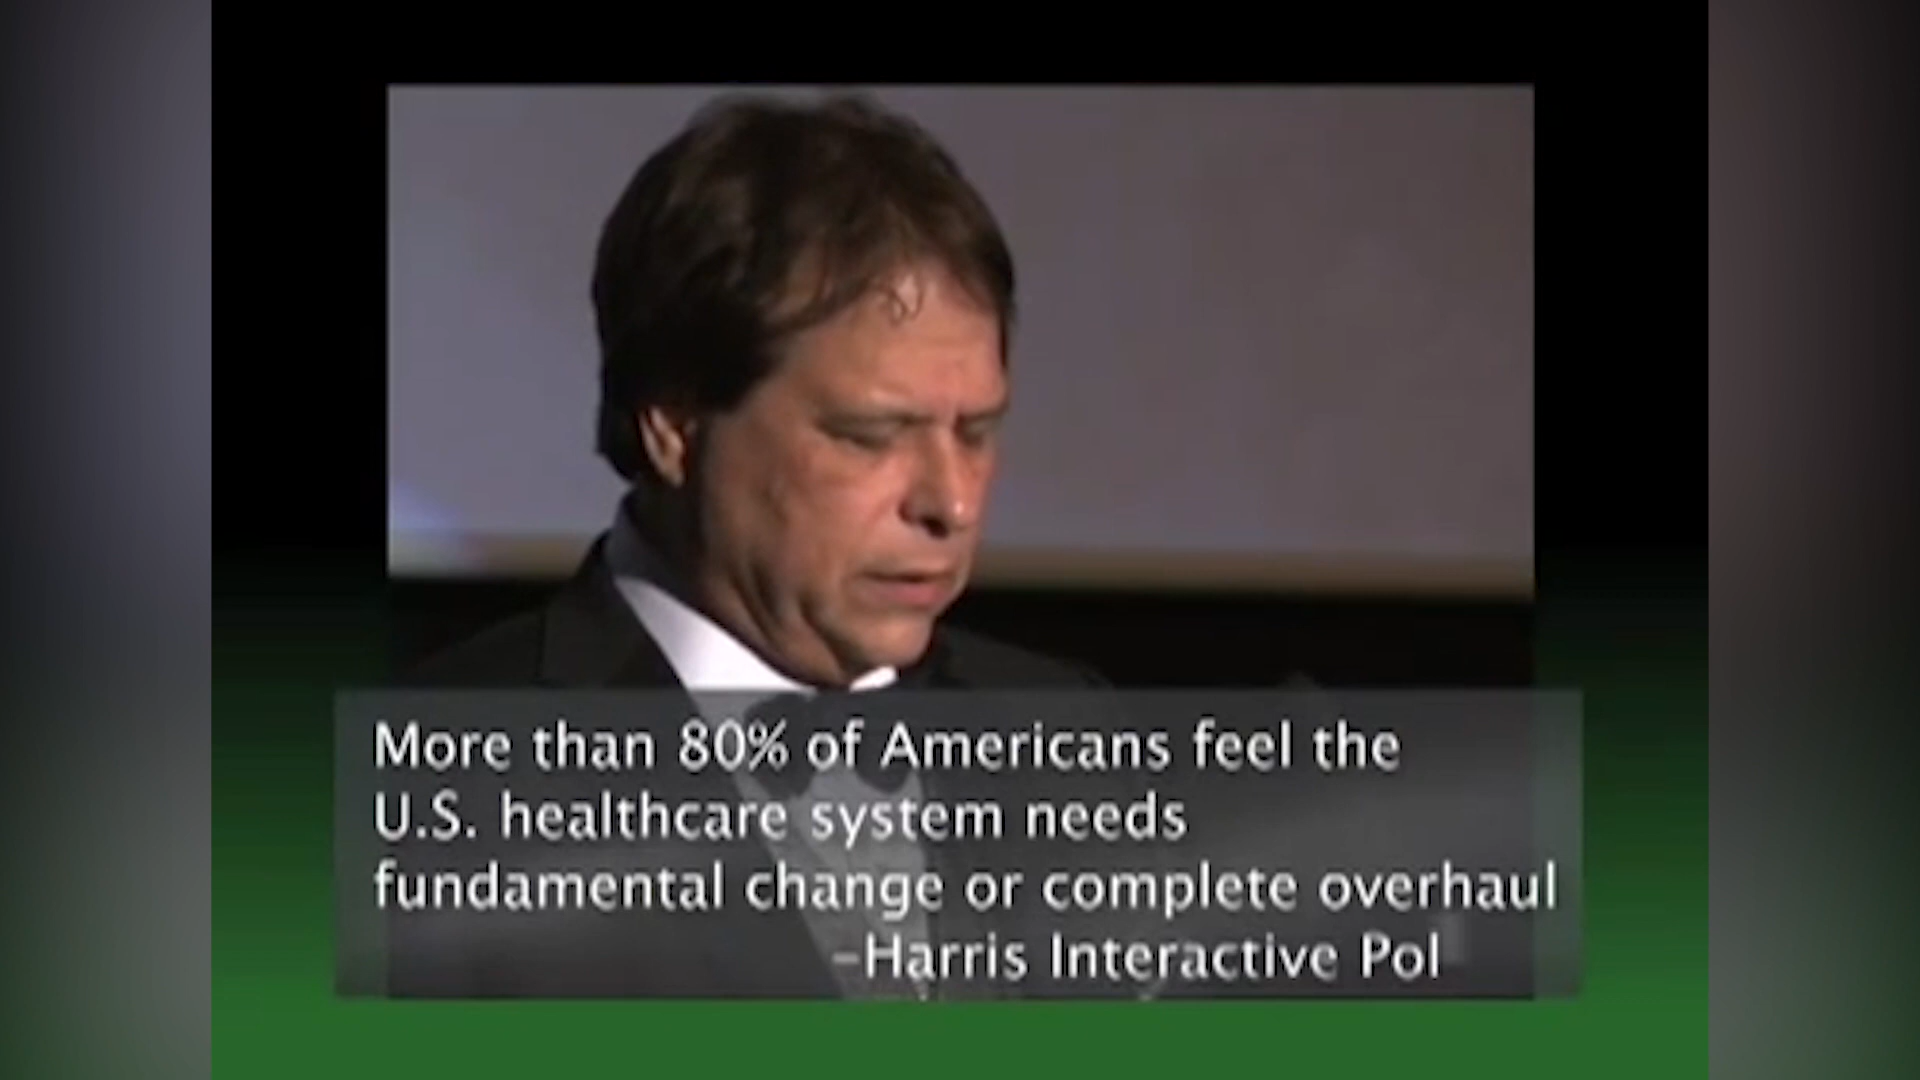 More than 80% of Americans feel the
U.S. healthcare system needs
fundamental change or complete overhaul
-Harris Interactive Pol